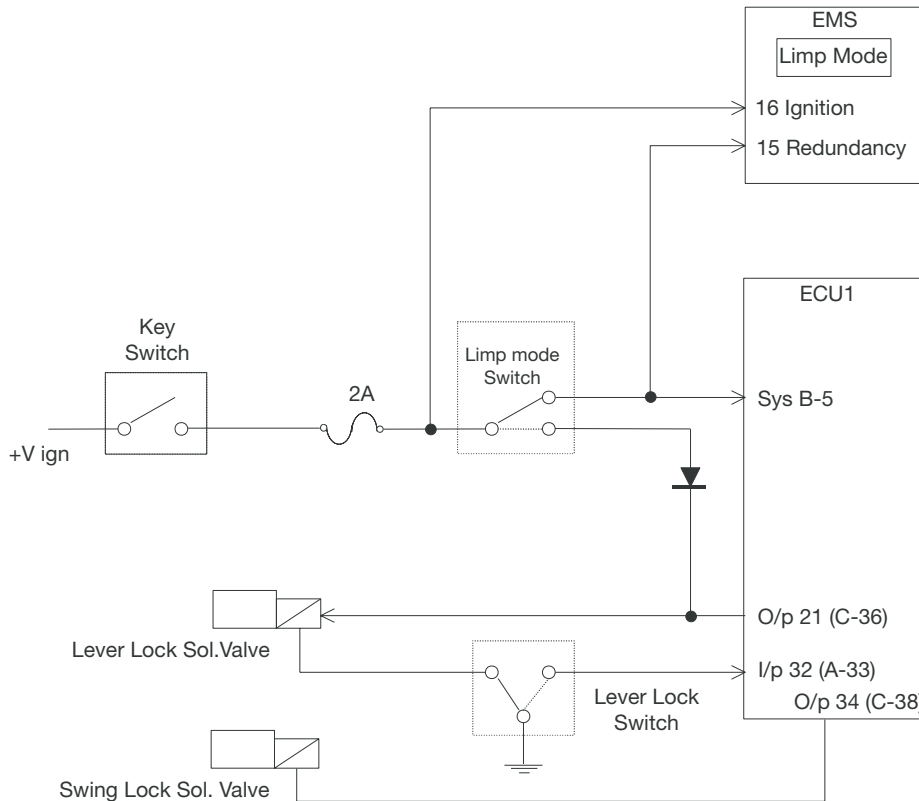 EMS
Limp Mode
16 Ignition
15 Redundancy
ECU1
Key
Switch
Limp mode
Switch
2A
Sys B-5
+V ign
O/p 21 (C-36)
Lever Lock Sol.Valve
I/p 32 (A-33)
Lever Lock
Switch
O/p 34 (C-38)
Swing Lock Sol. Valve